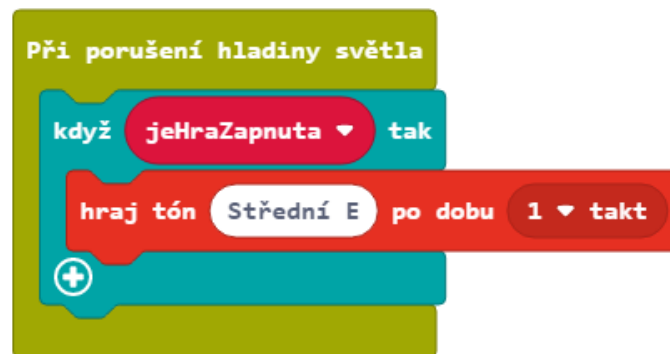 Při porušení hladiny světla
když jeHraZapnuta tak
hraj tón Střední E po dobu 1 takt